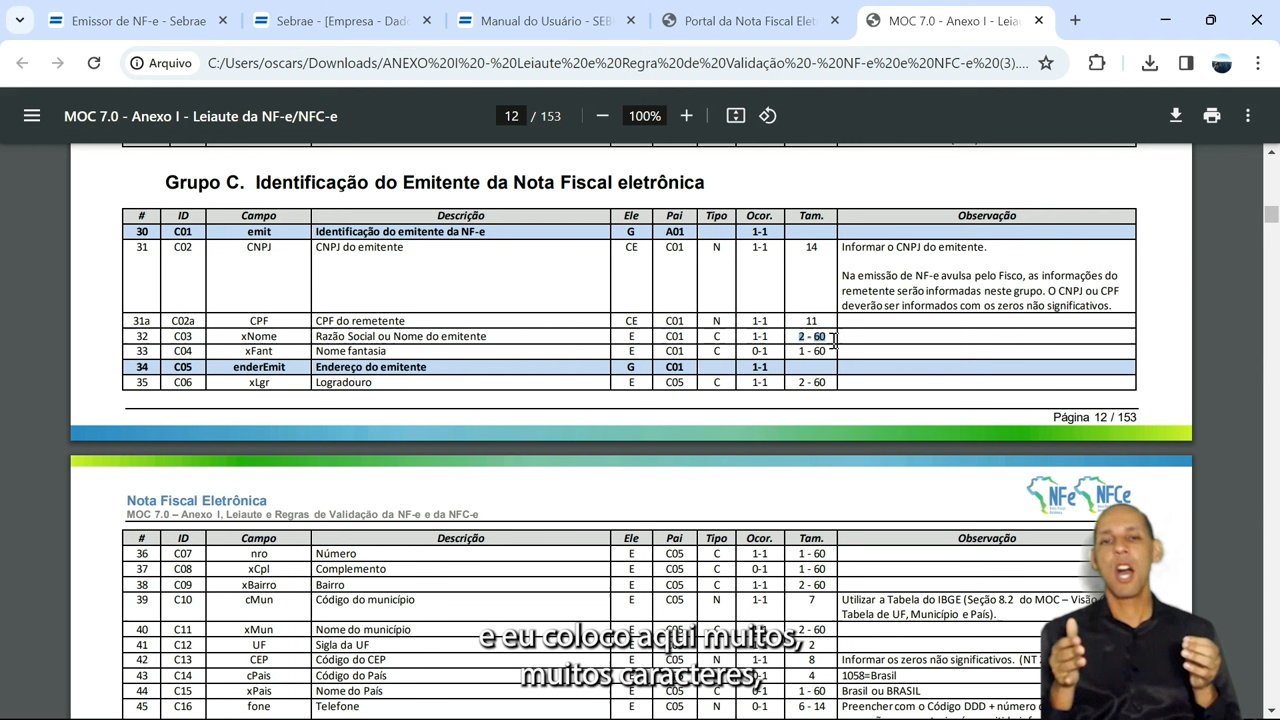 Emissor de NF-e - Sebrae
Sebrae - [Empresa - Dado
Manual do Usuário - SEB
Portal da Nota Fiscal Elet
MOC 7.0 - Anexo I - Leia
Arquivo
C:/Users/oscars/Downloads/ANEXO%20I%20-%20Leiaute%20e%20Regra%20de%20Validação%20-%20NF-e%20e%20NFC-e%20(3)....
MOC 7.0 - Anexo I - Leiaute da NF-e/NFC-e
12 / 153
100%
Grupo C. Identificação do Emitente da Nota Fiscal eletrônica
# ID Campo Descrição Ele Pai Tipo Ocor. Tam. Observação
30 C01 emit Identificação do emitente da NF-e G A01 1-1
31 C02 CNPJ CNPJ do emitente CE C01 N 1-1 14 Informar o CNPJ do emitente.
Na emissão de NF-e avulsa pelo Fisco, as informações do
remetente serão informadas neste grupo. O CNPJ ou CPF
deverão ser informados com os zeros não significativos.
31a C02a CPF CPF do remetente CE C01 N 1-1 11
32 C03 xNome Razão Social ou Nome do emitente E C01 C 1-1 2 - 60
33 C04 xFant Nome fantasia E C01 C 0-1 1 - 60
34 C05 enderEmit Endereço do emitente G C01 1-1
35 C06 xLgr Logradouro E C05 C 1-1 2 - 60
Página 12 / 153
Nota Fiscal Eletrônica
MOC 7.0 – Anexo I, Leiaute e Regras de Validação da NF-e e da NFC-e
NFe NFCe
# ID Campo Descrição Ele Pai Tipo Ocor. Tam. Observação
36 C07 nro Número E C05 C 1-1 1 - 60
37 C08 xCpl Complemento E C05 C 0-1 1 - 60
38 C09 xBairro Bairro E C05 C 1-1 2 - 60
39 C10 cMun Código do município E C05 N 1-1 7 Utilizar a Tabela do IBGE (Seção 8.2 do MOC – Visão
Tabela de UF, Município e País).
40 C11 xMun Nome do município 2 - 60
41 C12 UF Sigla da UF 2
42 C13 CEP Código do CEP 8 Informar os zeros não significativos. (NT 2
43 C14 cPais Código do País 4 1058=Brasil
44 C15 xPais Nome do País E C05 C 0-1 1 - 60 Brasil ou BRASIL
45 C16 fone Telefone E C05 N 0-1 6 - 14 Preencher com o Código DDD + número
e eu coloco aqui muitos,
muitos caracteres,